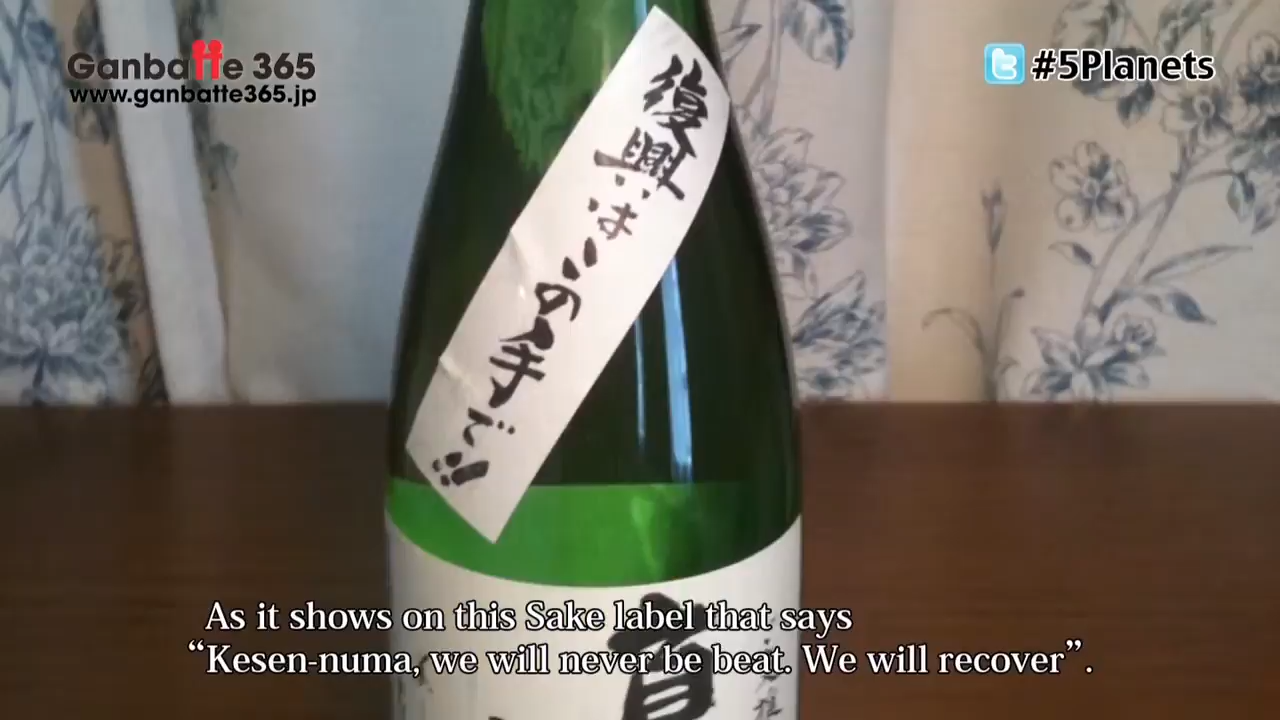 Ganbatte 365
www.ganbatte365.jp
#5Planets
復興はいの手で!!
As it shows on this Sake label that says
“Kesen-numa, we will never be beat. We will recover”.